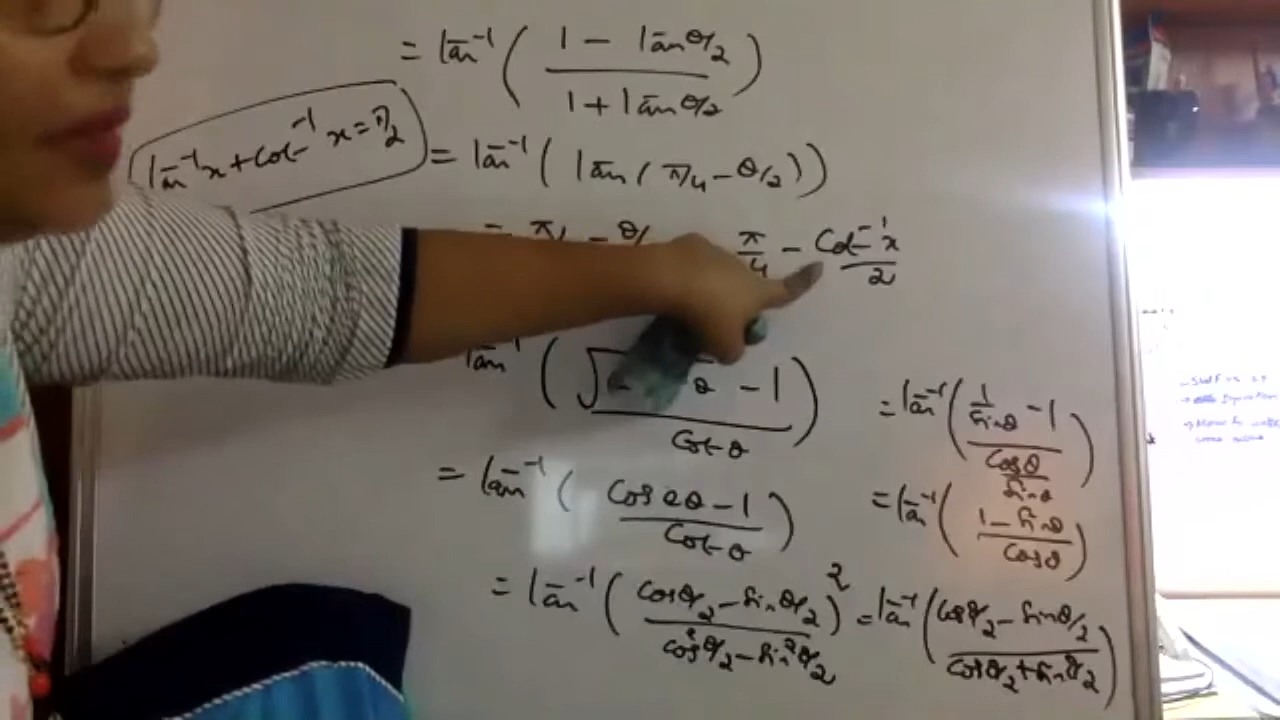 = tan⁻¹ ( (1 - tan θ/2) / (1 + tan θ/2) )
tan⁻¹x + cot⁻¹x = π/2
= tan⁻¹ ( tan ( π/4 - θ/2 ) )
= π/ - θ/ π/4 - cot⁻¹x / 2
tan⁻¹ ( (√ θ - 1) / cot θ )
= tan⁻¹ ( (cosec θ - 1) / cot θ )
= tan⁻¹ ( (cos θ/2 - sin θ/2)² / (cos² θ/2 - sin² θ/2) )
= tan⁻¹ ( (1/sin θ - 1) / (cos θ / sin θ) )
= tan⁻¹ ( (1 - sin θ) / cos θ )
= tan⁻¹ ( (cos θ/2 - sin θ/2) / (cos θ/2 + sin θ/2) )